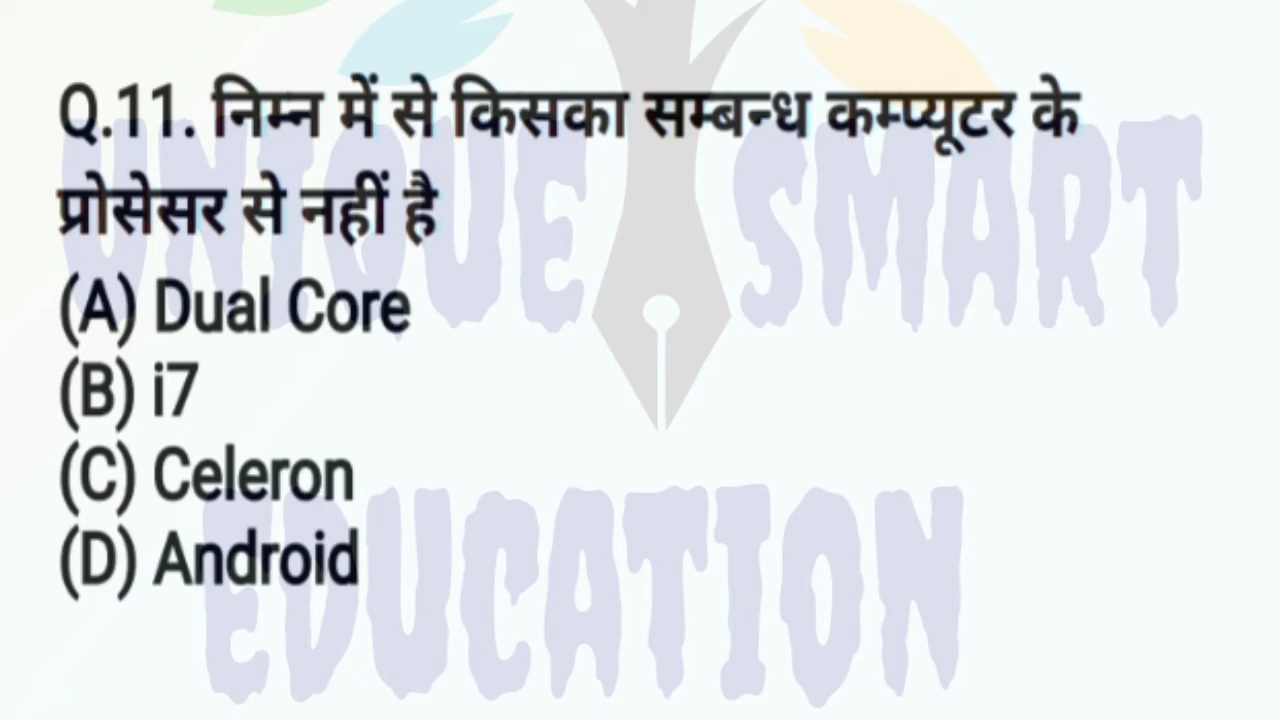 Q.11. निम्न में से किसका सम्बन्ध कम्प्यूटर के
प्रोसेसर से नहीं है
(A) Dual Core
(B) i7
(C) Celeron
(D) Android
UNIQUE SMART
EDUCATION